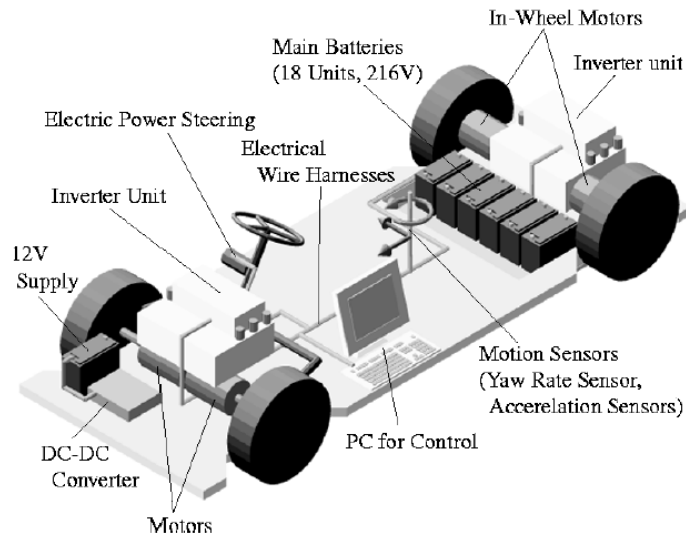 In-Wheel Motors
Main Batteries
(18 Units, 216V)
Inverter unit
Electric Power Steering
Electrical
Wire Harnesses
Inverter Unit
12V
Supply
Motion Sensors
(Yaw Rate Sensor,
Accerelation Sensors)
PC for Control
DC-DC
Converter
Motors